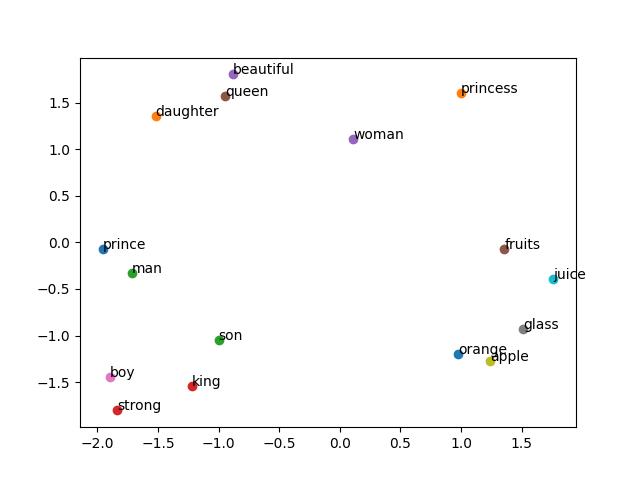 beautiful
queen
princess
daughter
woman
prince
fruits
man
juice
glass
son
orange
apple
boy
king
strong
1.5
1.0
0.5
0.0
−0.5
−1.0
−1.5
−2.0 −1.5 −1.0 −0.5 0.0 0.5 1.0 1.5